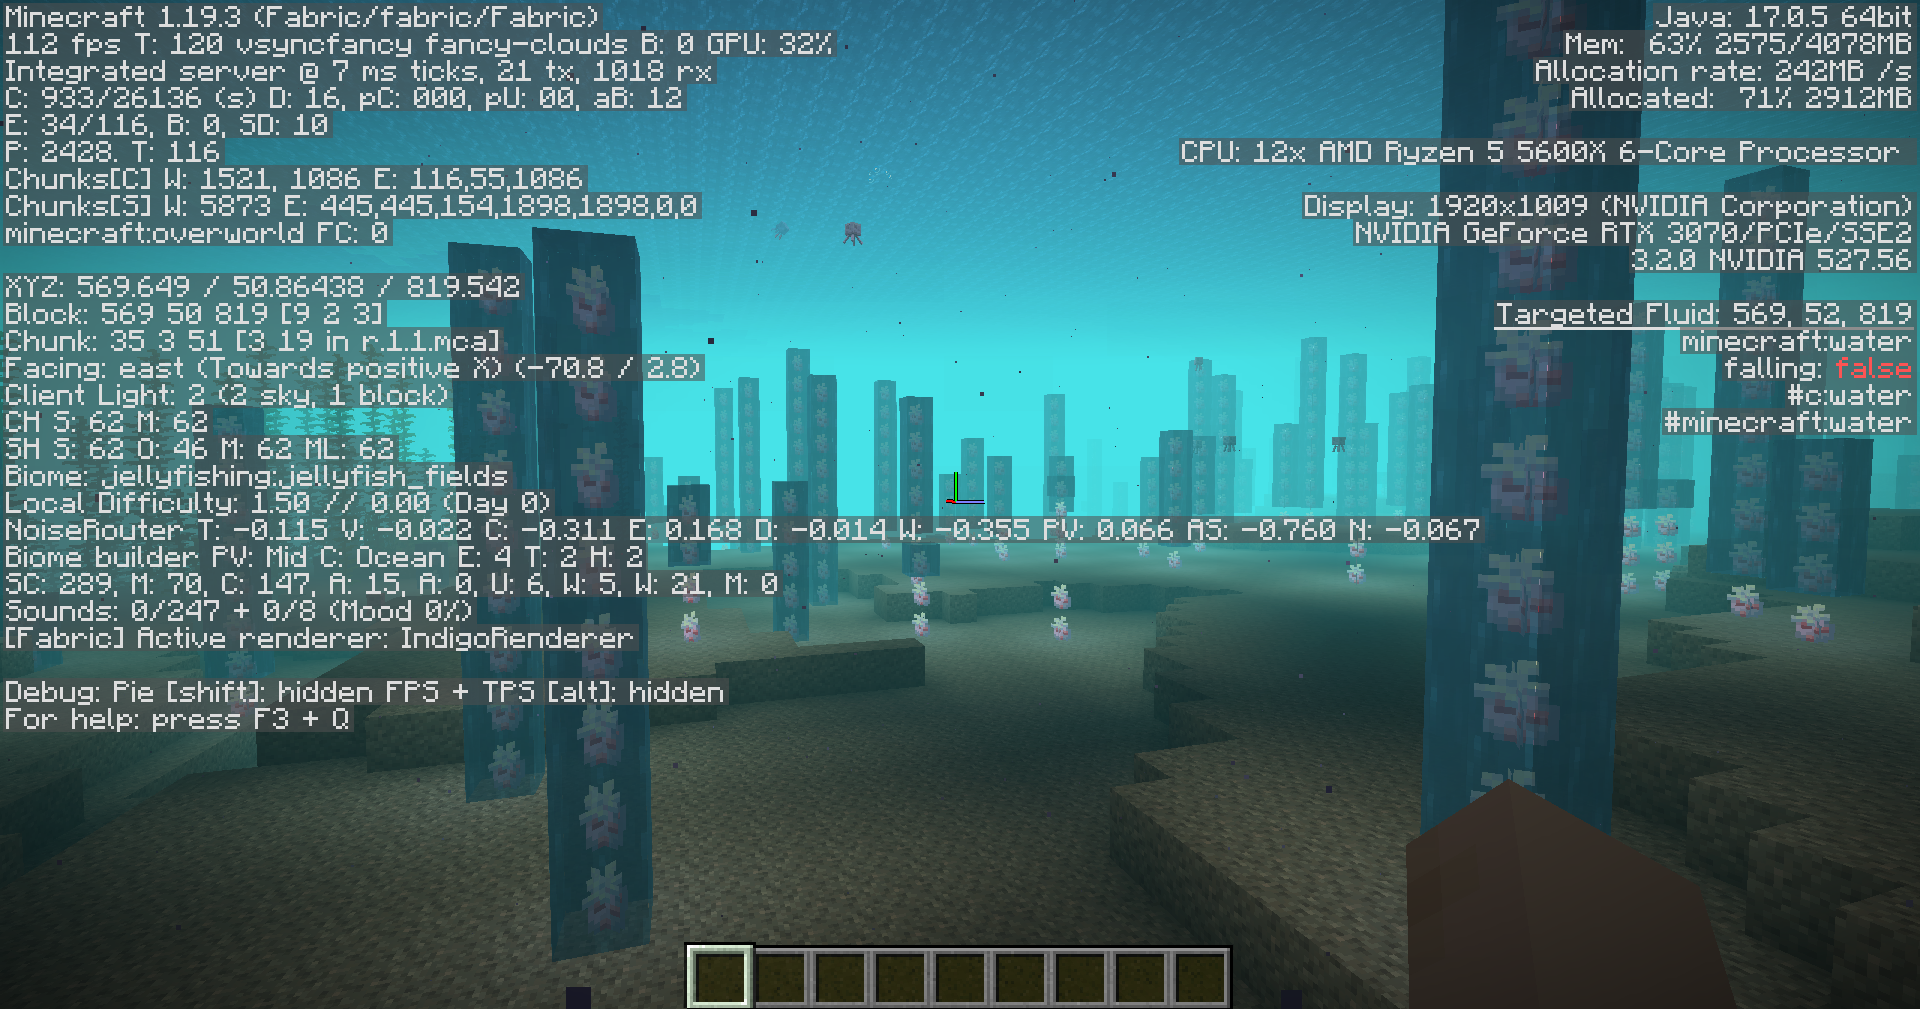 Minecraft 1.19.3 (Fabric/fabric/Fabric)
112 fps T: 120 vsyncfancy fancy-clouds B: 0 GPU: 32%
Integrated server @ 7 ms ticks, 21 tx, 1018 rx
C: 933/26136 (s) D: 16, pC: 000, pU: 00, aB: 12
E: 34/116, B: 0, SD: 10
P: 2428. T: 116
Chunks[C] W: 1521, 1086 E: 116,55,1086
Chunks[S] W: 5873 E: 445,445,154,1898,1898,0,0
minecraft:overworld FC: 0
XYZ: 569.649 / 50.86438 / 819.542
Block: 569 50 819 [9 2 3]
Chunk: 35 3 51 [3 19 in r.1.1.mca]
Facing: east (Towards positive X) (-70.8 / 2.8)
Client Light: 2 (2 sky, 1 block)
CH S: 62 M: 62
SH S: 62 O: 46 M: 62 ML: 62
Biome: jellyfishing:jellyfish_fields
Local Difficulty: 1.50 // 0.00 (Day 0)
NoiseRouter T: -0.115 V: -0.022 C: -0.311 E: 0.168 D: -0.014 W: -0.355 PV: 0.066 AS: -0.760 N: -0.067
Biome builder PV: Mid C: Ocean E: 4 T: 2 H: 2
SC: 289, M: 70, C: 147, A: 15, A: 0, U: 6, W: 5, W: 21, M: 0
Sounds: 0/247 + 0/8 (Mood 0%)
[Fabric] Active renderer: IndigoRenderer
Debug: Pie [shift]: hidden FPS + TPS [alt]: hidden
For help: press F3 + Q
Java: 17.0.5 64bit
Mem: 63% 2575/4078MB
Allocation rate: 242MB /s
Allocated: 71% 2912MB
CPU: 12x AMD Ryzen 5 5600X 6-Core Processor
Display: 1920x1009 (NVIDIA Corporation)
NVIDIA GeForce RTX 3070/PCIe/SSE2
3.2.0 NVIDIA 527.56
Targeted Fluid: 569, 52, 819
minecraft:water
falling: false
#c:water
#minecraft:water